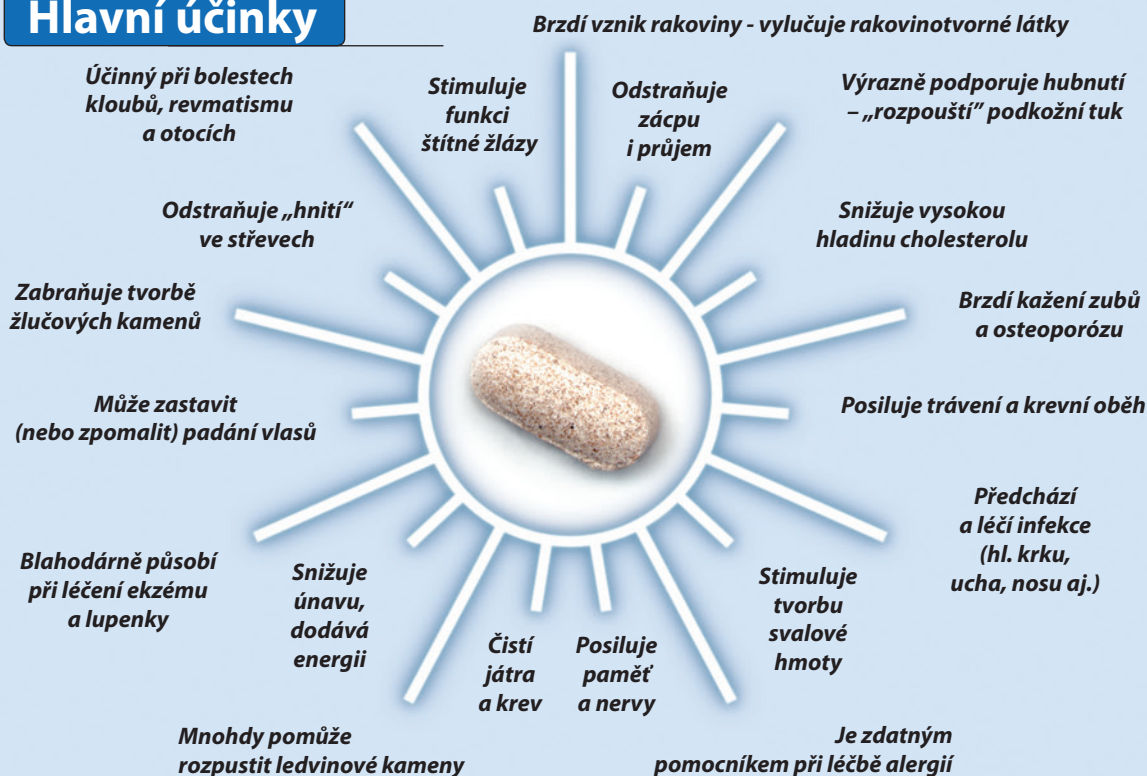 Hlavní účinky
Brzdí vznik rakoviny - vylučuje rakovinotvorné látky
Účinný při bolestech
kloubů, revmatismu
a otocích
Stimuluje
funkci
štítné žlázy
Odstraňuje
zácpu
i průjem
Výrazně podporuje hubnutí
– „rozpouští” podkožní tuk
Odstraňuje „hnití“
ve střevech
Snižuje vysokou
hladinu cholesterolu
Zabraňuje tvorbě
žlučových kamenů
Brzdí kažení zubů
a osteoporózu
Může zastavit
(nebo zpomalit) padání vlasů
Posiluje trávení a krevní oběh
Předchází
a léčí infekce
(hl. krku,
ucha, nosu aj.)
Blahodárně působí
při léčení ekzému
a lupenky
Snižuje
únavu,
dodává
energii
Čistí
játra
a krev
Posiluje
paměť
a nervy
Stimuluje
tvorbu
svalové
hmoty
Mnohdy pomůže
rozpustit ledvinové kameny
Je zdatným
pomocníkem při léčbě alergií